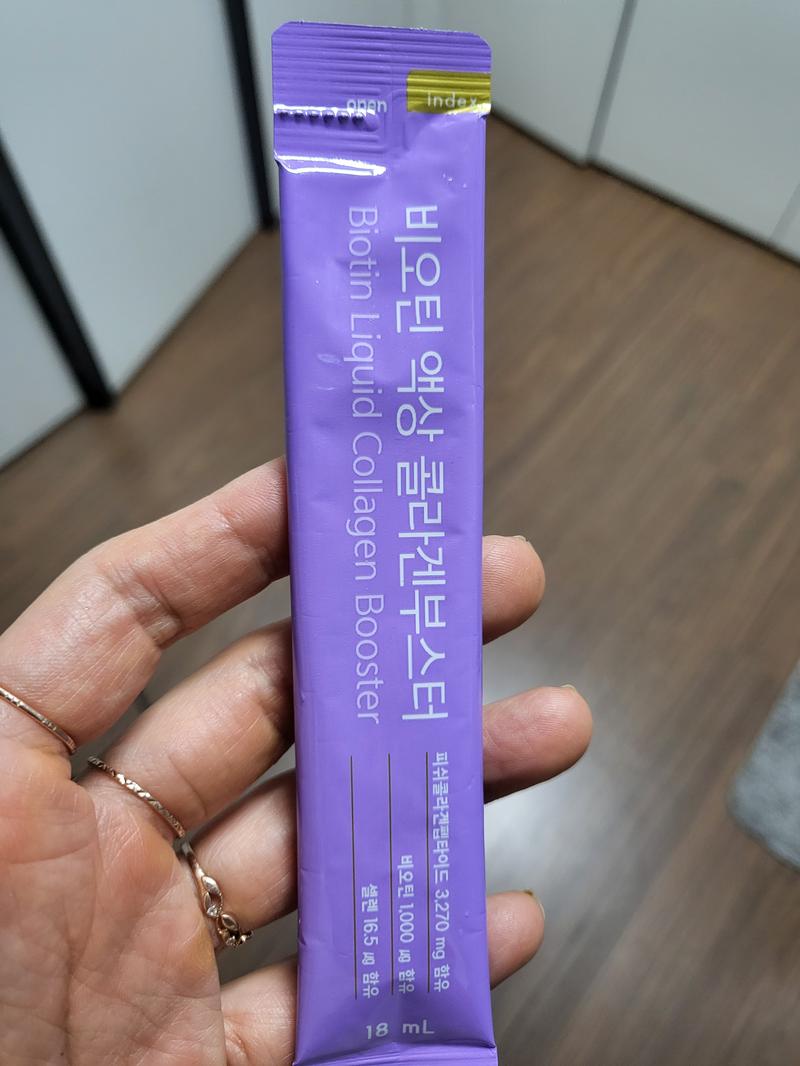 open
index
비오틴 액상 콜라겐부스터
Biotin Liquid Collagen Booster
피쉬콜라겐펩타이드 3,270 mg 함유
비오틴 1,000 ㎍ 함유
셀렌 16.5 ㎍ 함유
18 mL